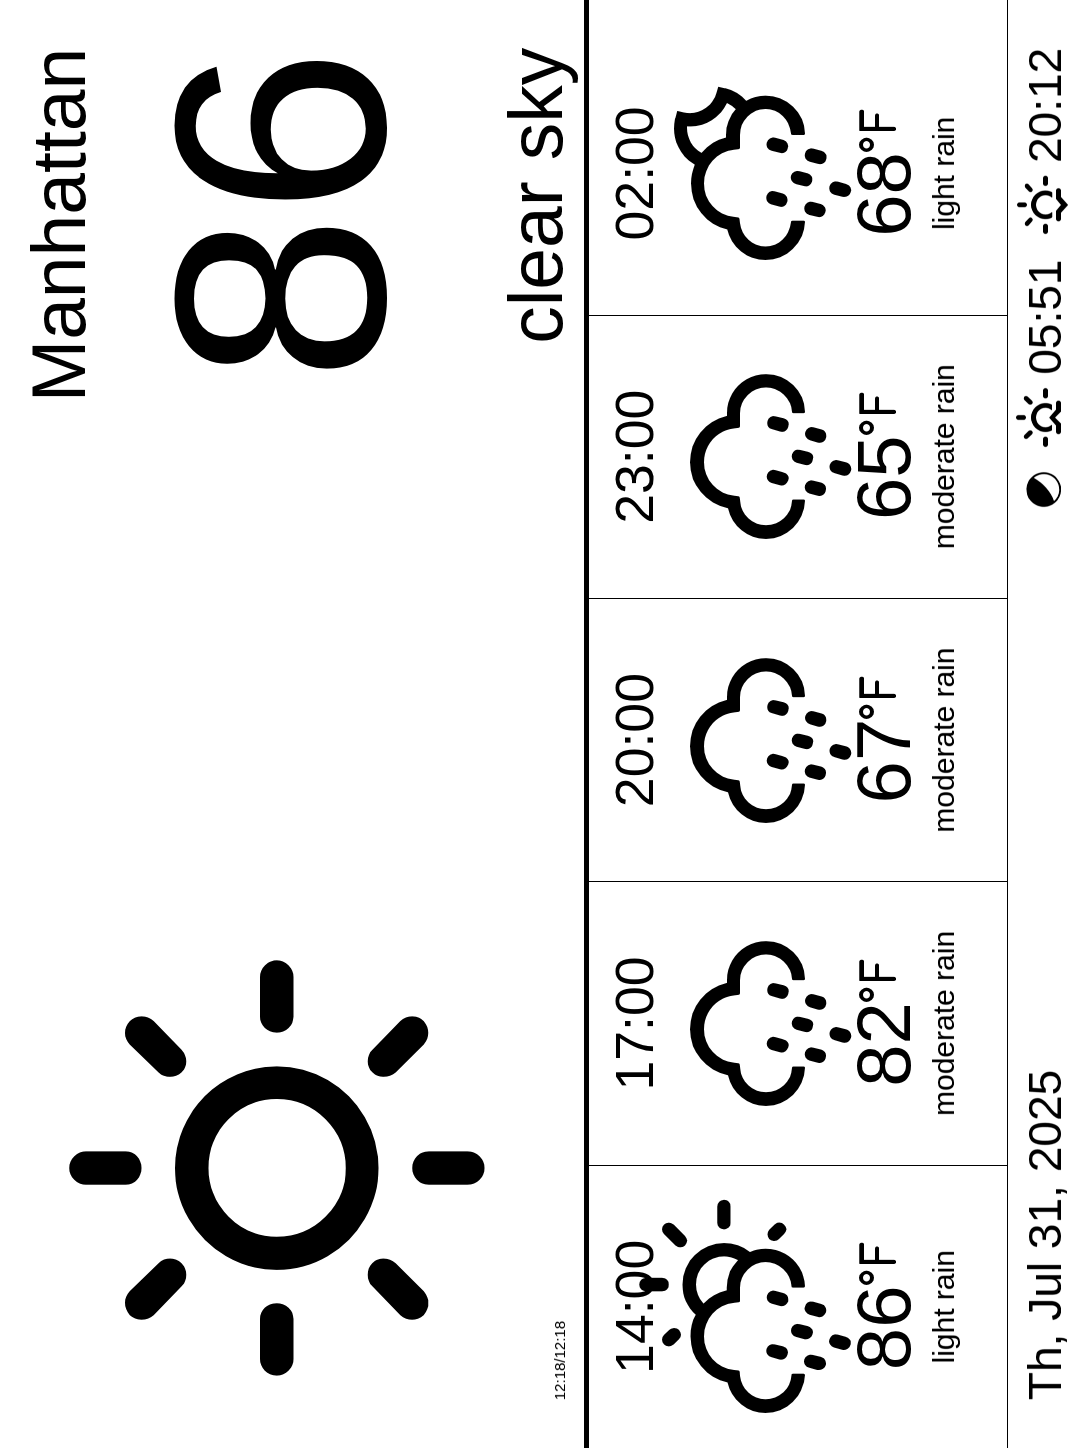 Manhattan
86
12:18/12:18 clear sky
14:00 17:00 20:00 23:00 02:00
86°F 82°F 67°F 65°F 68°F
light rain moderate rain moderate rain moderate rain light rain
Th, Jul 31, 2025 05:51 20:12